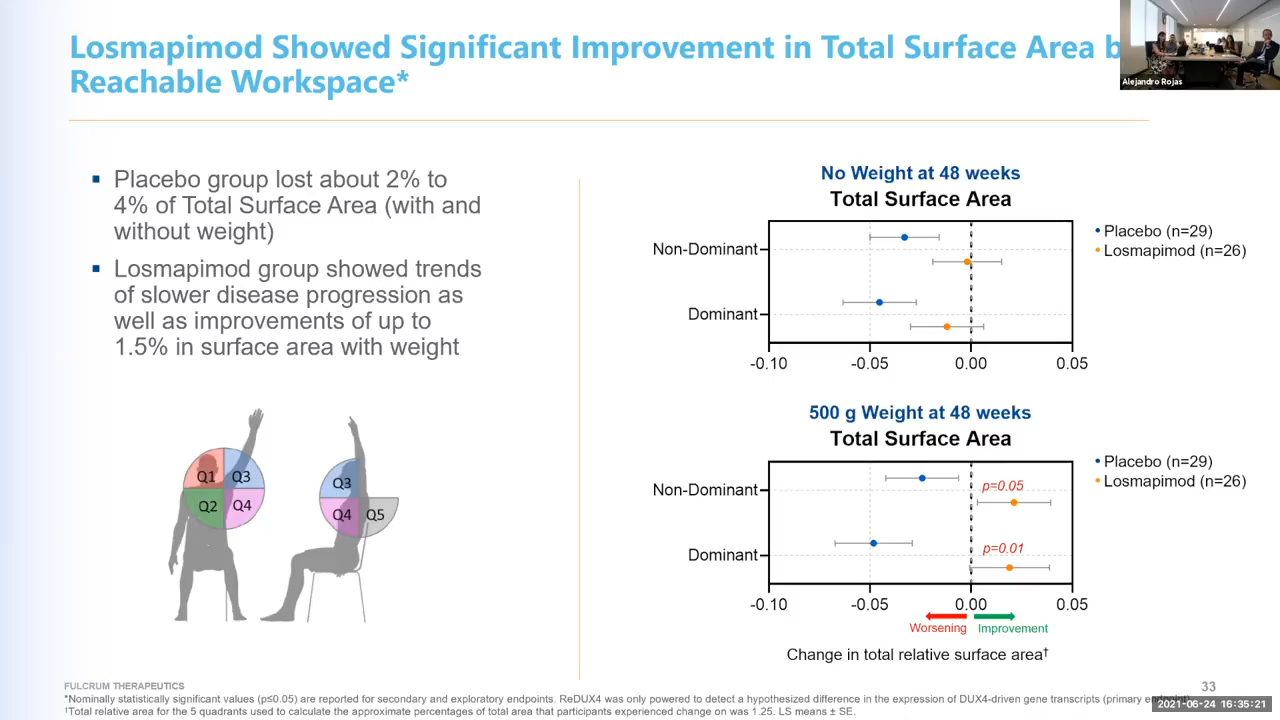 Losmapimod Showed Significant Improvement in Total Surface Area b
Reachable Workspace*
Alejandro Rojas
▪ Placebo group lost about 2% to
4% of Total Surface Area (with and
without weight)
▪ Losmapimod group showed trends
of slower disease progression as
well as improvements of up to
1.5% in surface area with weight
Q1 Q3
Q2 Q4
Q3
Q4 Q5
No Weight at 48 weeks
Total Surface Area
Non-Dominant
Dominant
-0.10 -0.05 0.00 0.05
• Placebo (n=29)
• Losmapimod (n=26)
500 g Weight at 48 weeks
Total Surface Area
Non-Dominant
p=0.05
Dominant
p=0.01
-0.10 -0.05 0.00 0.05
• Placebo (n=29)
• Losmapimod (n=26)
Worsening Improvement
Change in total relative surface area†
FULCRUM THERAPEUTICS
33
*Nominally statistically significant values (p≤0.05) are reported for secondary and exploratory endpoints. ReDUX4 was only powered to detect a hypothesized difference in the expression of DUX4-driven gene transcripts (primary endpoint).
†Total relative area for the 5 quadrants used to calculate the approximate percentages of total area that participants experienced change on was 1.25. LS means ± SE.
2021-06-24 16:35:21